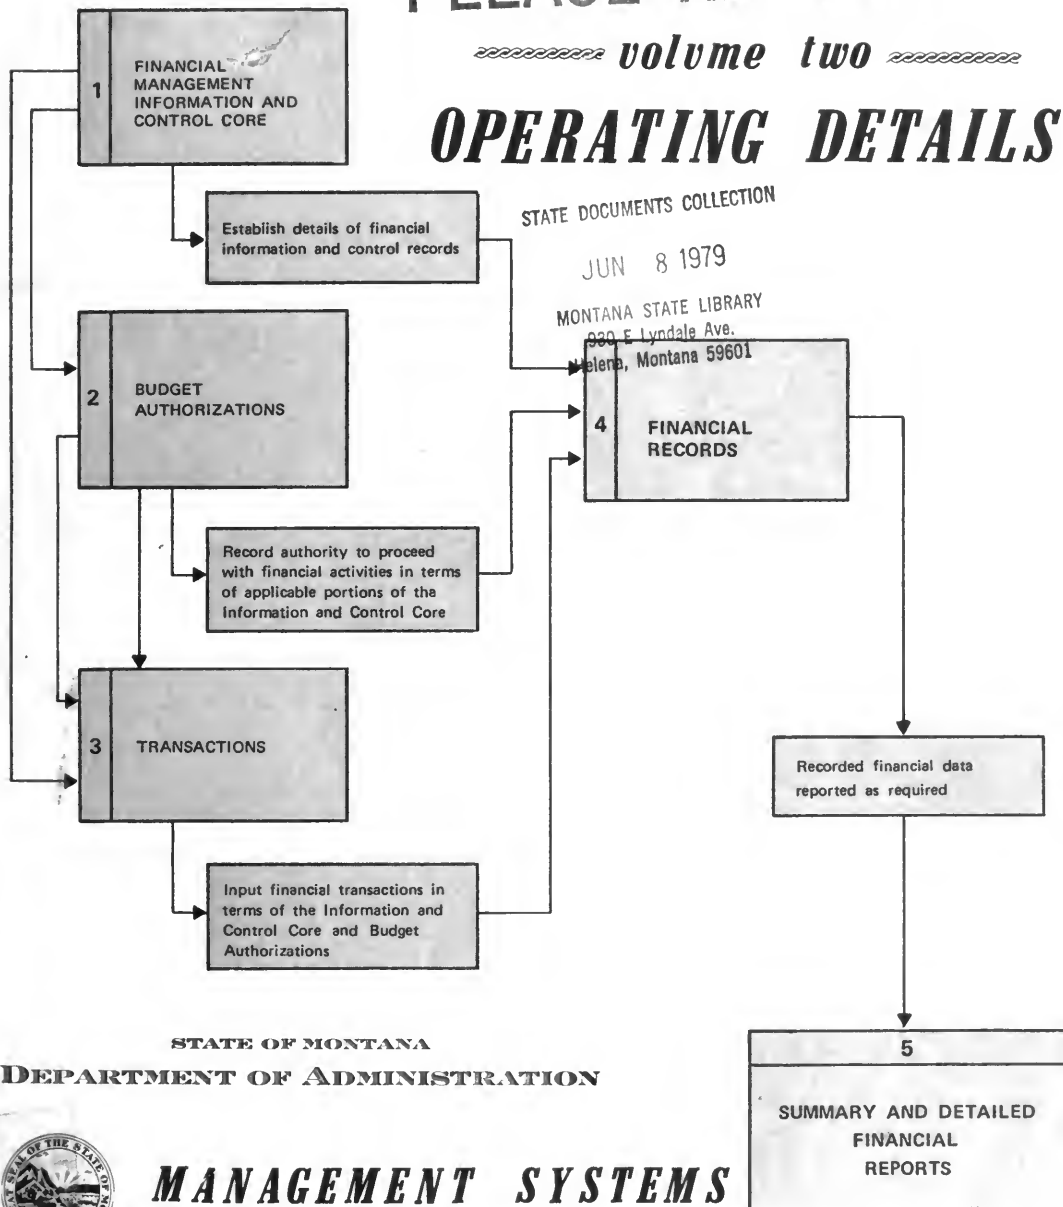 volume two
OPERATING DETAILS
1
FINANCIAL
MANAGEMENT
INFORMATION AND
CONTROL CORE
Establish details of financial
information and control records
STATE DOCUMENTS COLLECTION
JUN 8 1979
MONTANA STATE LIBRARY
930 E Lyndale Ave.
Helena, Montana 59601
2
BUDGET
AUTHORIZATIONS
4
FINANCIAL
RECORDS
Record authority to proceed
with financial activities in terms
of applicable portions of the
Information and Control Core
3
TRANSACTIONS
Recorded financial data
reported as required
Input financial transactions in
terms of the Information and
Control Core and Budget
Authorizations
STATE OF MONTANA
DEPARTMENT OF ADMINISTRATION
5
SUMMARY AND DETAILED
FINANCIAL
REPORTS
MANAGEMENT SYSTEMS